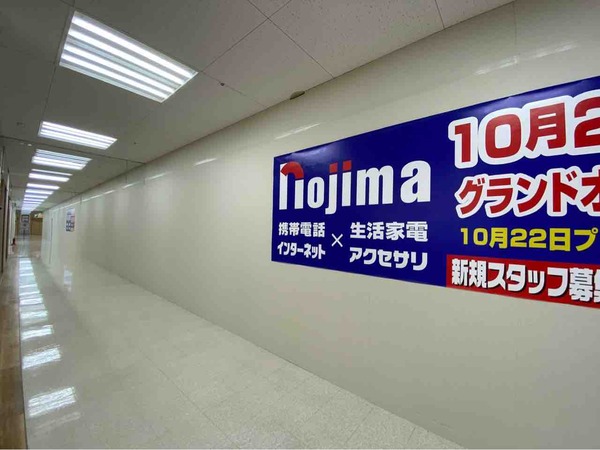 nojima
携帯電話
インターネット
×
生活家電
アクセサリ
10月2
グランドオ
10月22日プ
新規スタッフ募集